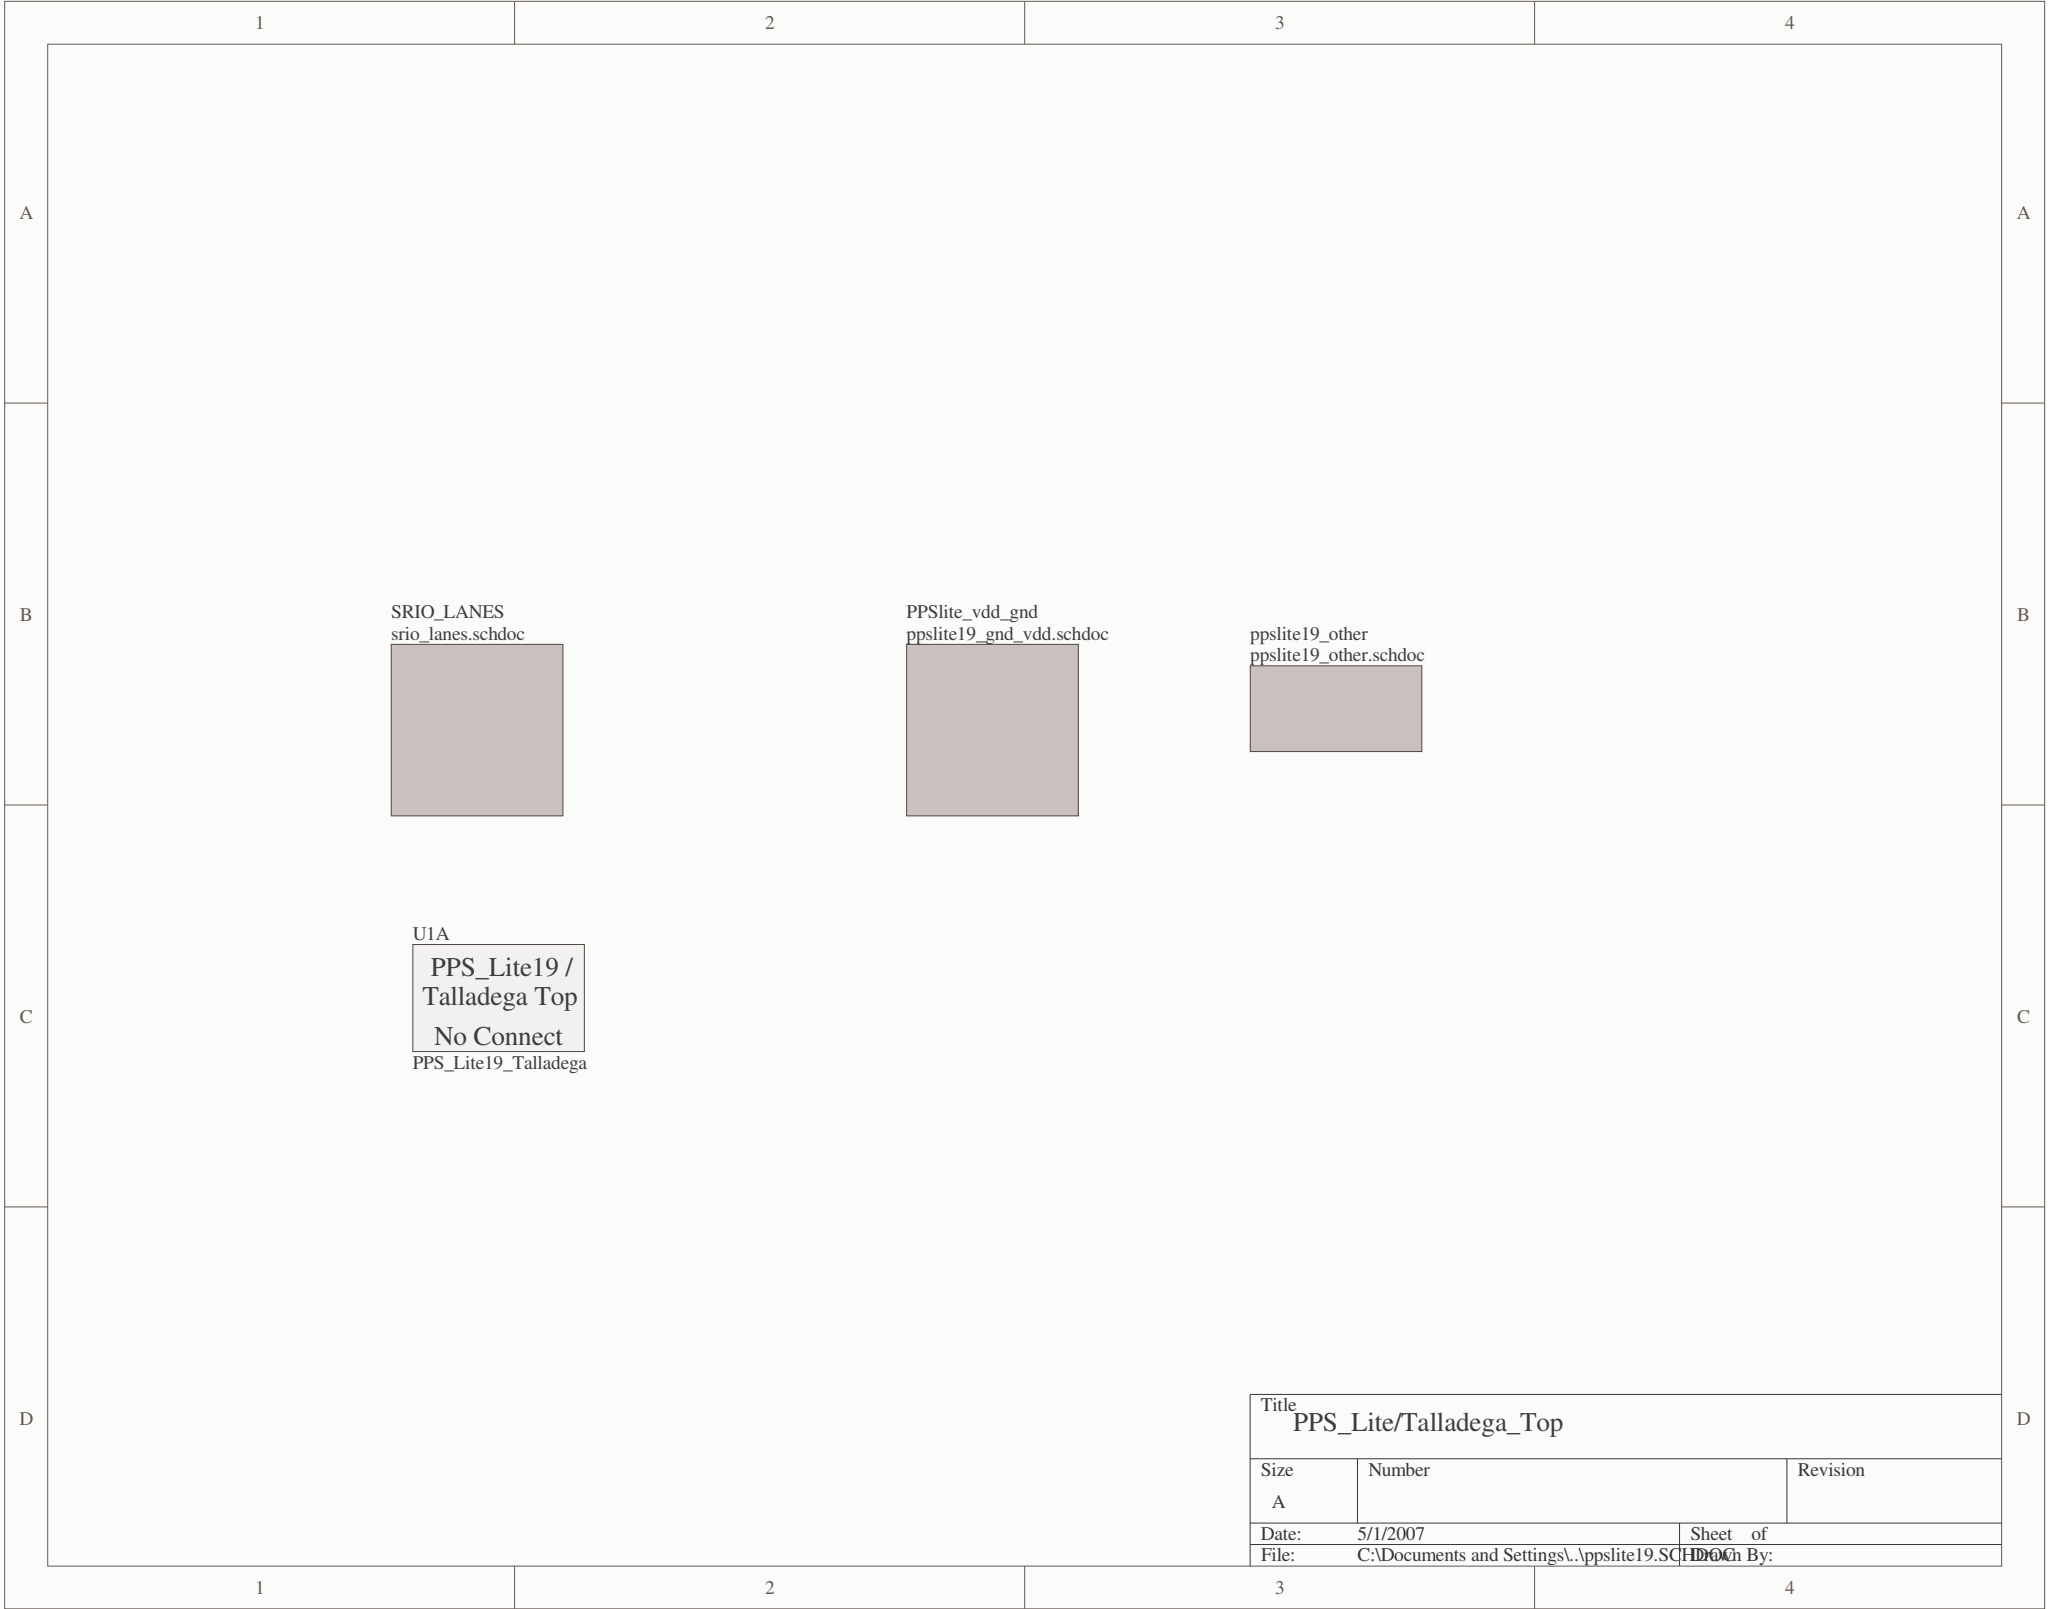 1 2 3 4
A A
SRIO_LANES
srio_lanes.schdoc
PPSlite_vdd_gnd
ppslite19_gnd_vdd.schdoc
ppslite19_other
ppslite19_other.schdoc
B B
U1A
PPS_Lite19 /
Talladega Top
No Connect
PPS_Lite19_Talladega
C C
D D
Title
PPS_Lite/Talladega_Top
Size Number Revision
A
Date: 5/1/2007 Sheet of
File: C:\Documents and Settings\..\ppslite19.SCHDOC Drawn By:
1 2 3 4